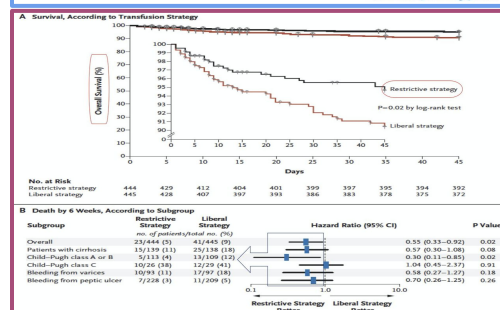 A Survival, According to Transfusion Strategy
Overall Survival (%)
100
90
80
70
60
50
40
30
20
10
0
100
99
98
97
96
95
94
93
92
91
90
0
0 5 10 15 20 25 30 35 40 45
Restrictive strategy
P=0.02 by log-rank test
Liberal strategy
0 5 10 15 20 25 30 35 40 45
Days
No. at Risk
Restrictive strategy 444 429 412 404 401 399 397 395 394 392
Liberal strategy 445 428 407 397 393 386 383 378 375 372
B Death by 6 Weeks, According to Subgroup
Subgroup Restrictive Strategy Liberal Strategy Hazard Ratio (95% CI) P Value
no. of patients/total no. (%)
Overall 23/444 (5) 41/445 (9) 0.55 (0.33–0.92) 0.02
Patients with cirrhosis 15/139 (11) 25/138 (18) 0.57 (0.30–1.08) 0.08
Child–Pugh class A or B 5/113 (4) 13/109 (12) 0.30 (0.11–0.85) 0.02
Child–Pugh class C 10/26 (38) 12/29 (41) 1.04 (0.45–2.37) 0.91
Bleeding from varices 10/93 (11) 17/97 (18) 0.58 (0.27–1.27) 0.18
Bleeding from peptic ulcer 7/228 (3) 11/209 (5) 0.70 (0.26–1.25) 0.26
0.1 1.0 10.0
Restrictive Strategy Liberal Strategy